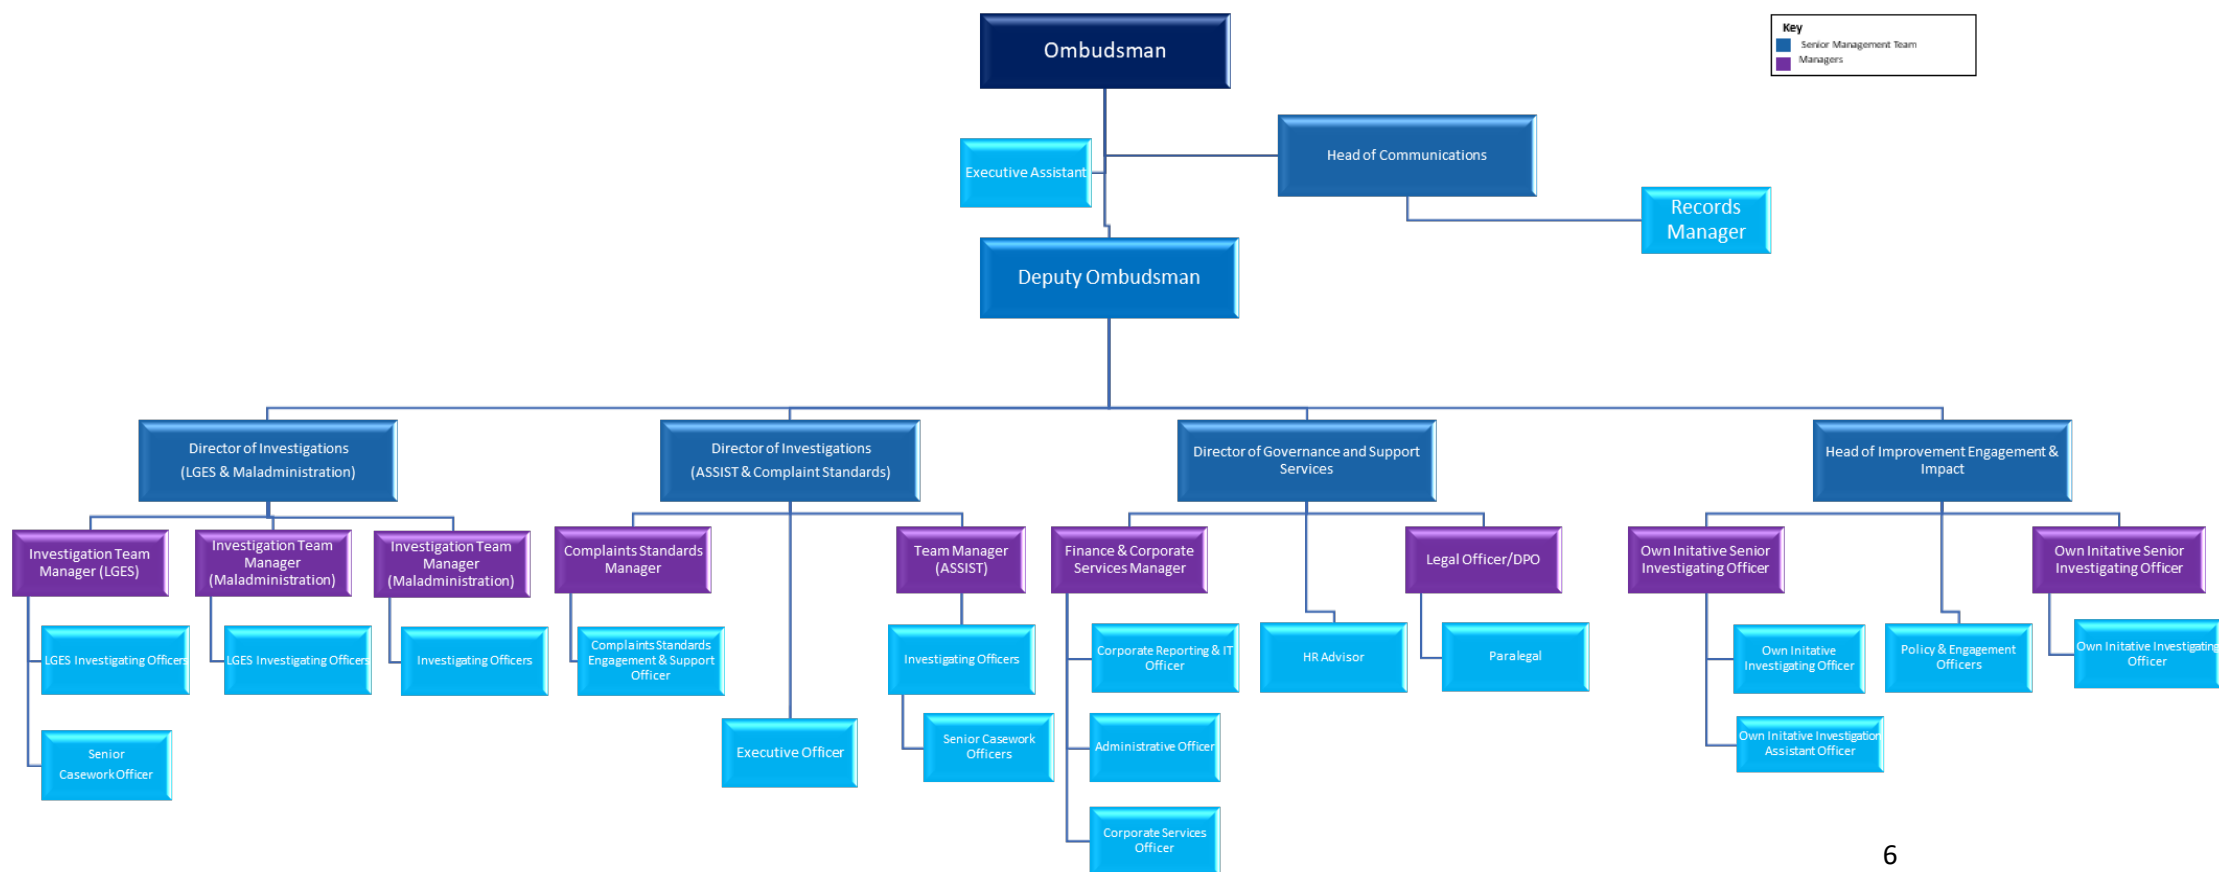 Ombudsman
Key
Senior Management Team
Managers
Executive Assistant
Head of Communications
Records
Manager
Deputy Ombudsman
Director of Investigations
(LGES & Maladministration)
Director of Investigations
(ASSIST & Complaint Standards)
Director of Governance and Support
Services
Head of Improvement Engagement &
Impact
Investigation Team
Manager (LGES)
Investigation Team
Manager
(Maladministration)
Investigation Team
Manager
(Maladministration)
Complaints Standards
Manager
Team Manager
(ASSIST)
Finance & Corporate
Services Manager
Legal Officer/DPO
Own Initative Senior
Investigating Officer
Own Initative Senior
Investigating Officer
LGES Investigating Officers
LGES Investigating Officers
Investigating Officers
Complaints Standards
Engagement & Support
Officer
Investigating Officers
Corporate Reporting & IT
Officer
HR Advisor
Paralegal
Own Initative
Investigating Officer
Policy & Engagement
Officers
Own Initative Investigating
Officer
Senior
Casework Officer
Executive Officer
Senior Casework
Officers
Administrative Officer
Own Initative Investigation
Assistant Officer
Corporate Services
Officer
6